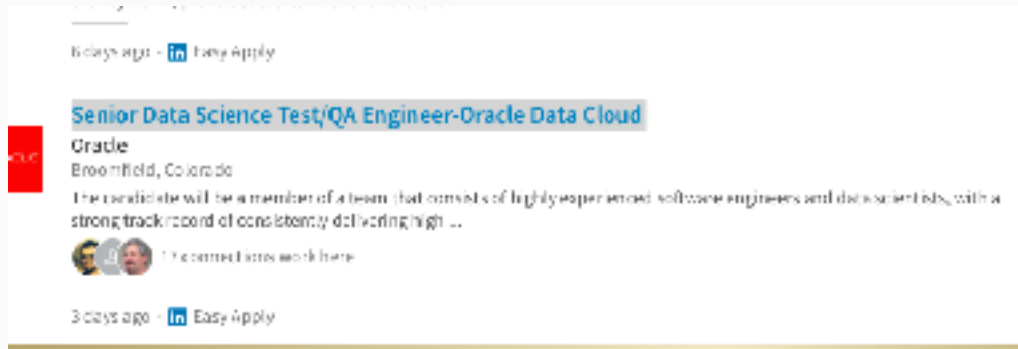 6 days ago - in Easy Apply
Senior Data Science Test/QA Engineer-Oracle Data Cloud
Oracle
Broomfield, Colorado
The candidate will be a member of a team that consists of highly experienced software engineers and data scientists, with a
strong track record of consistently delivering high ...
17 connections work here
3 days ago - in Easy Apply